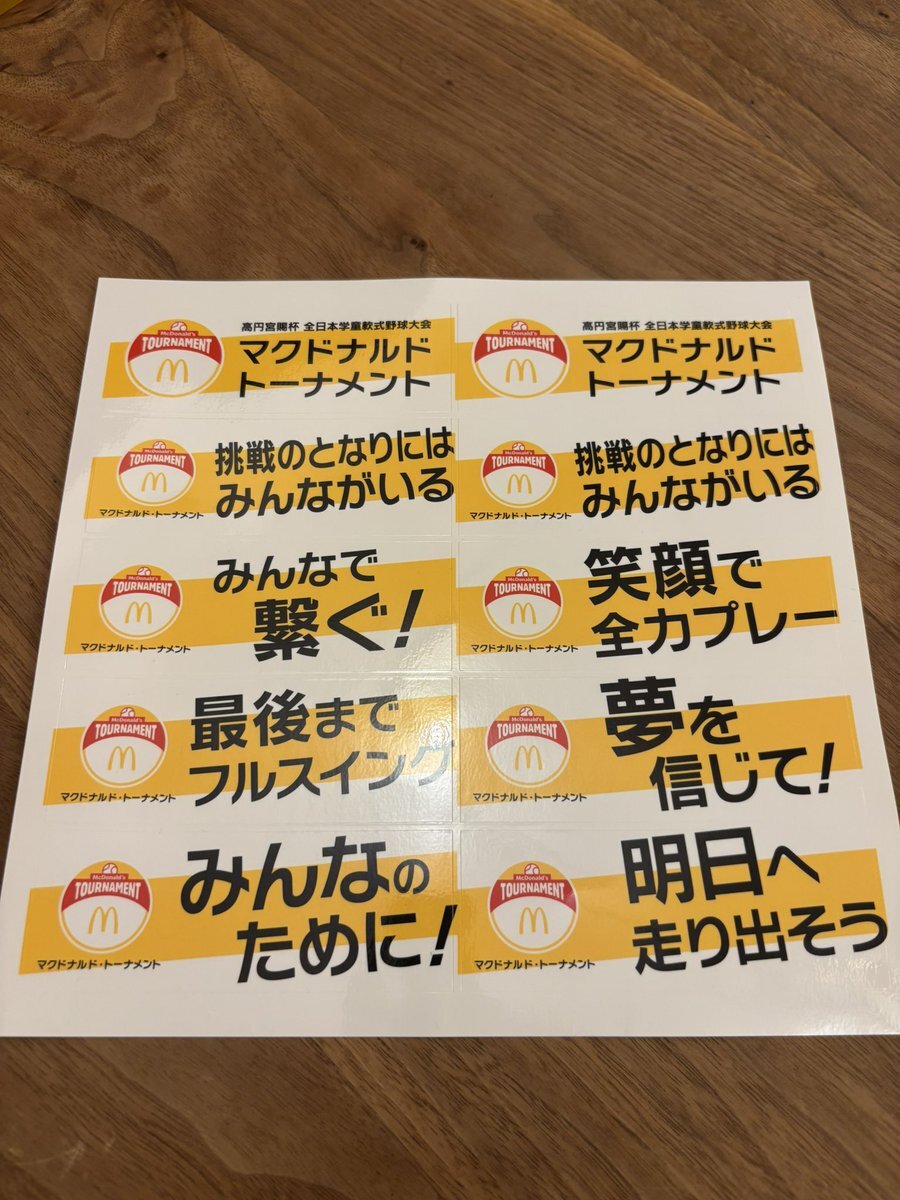 McDonald's
TOURNAMENT
高円宮賜杯 全日本学童軟式野球大会
マクドナルド
トーナメント
McDonald's
TOURNAMENT
高円宮賜杯 全日本学童軟式野球大会
マクドナルド
トーナメント
McDonald's
TOURNAMENT
マクドナルド・トーナメント
挑戦のとなりには
みんながいる
McDonald's
TOURNAMENT
マクドナルド・トーナメント
挑戦のとなりには
みんながいる
McDonald's
TOURNAMENT
マクドナルド・トーナメント
みんなで
繋ぐ!
McDonald's
TOURNAMENT
マクドナルド・トーナメント
笑顔で
全力プレー
McDonald's
TOURNAMENT
マクドナルド・トーナメント
最後まで
フルスイング
McDonald's
TOURNAMENT
マクドナルド・トーナメント
夢を
信じて!
McDonald's
TOURNAMENT
マクドナルド・トーナメント
みんなの
ために!
McDonald's
TOURNAMENT
マクドナルド・トーナメント
明日へ
走り出そう